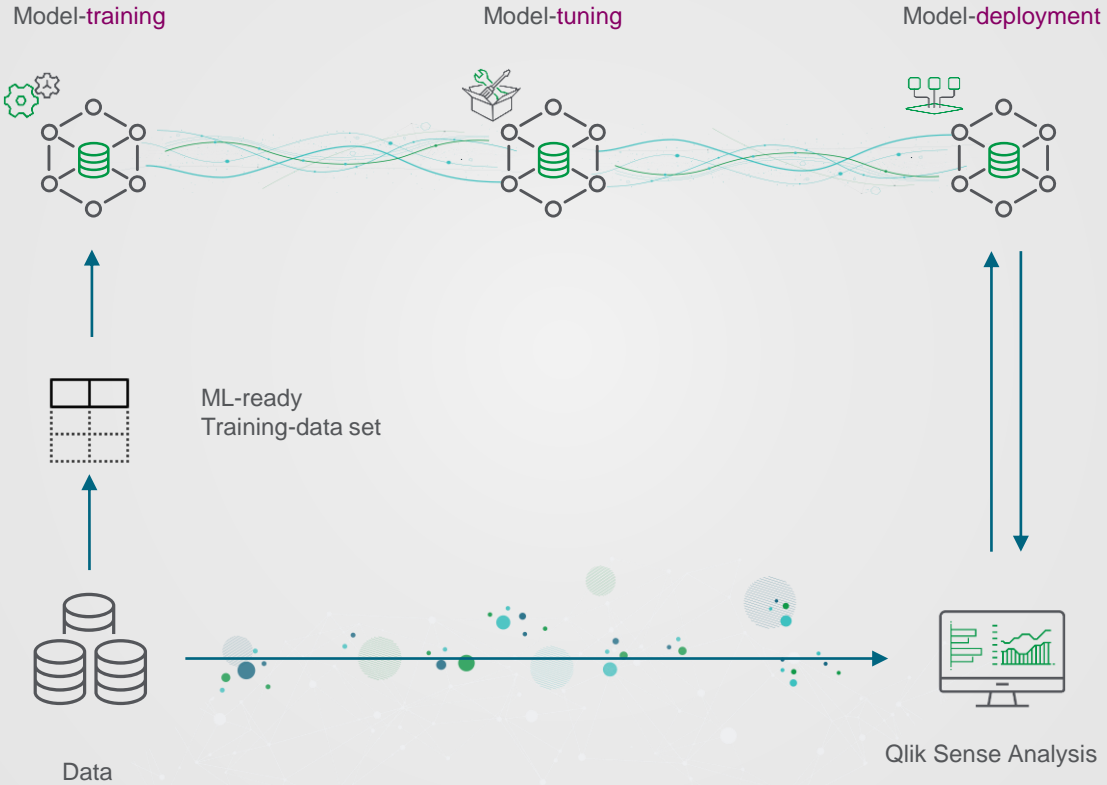 Model-training
Model-tuning
Model-deployment
ML-ready
Training-data set
Data
Qlik Sense Analysis